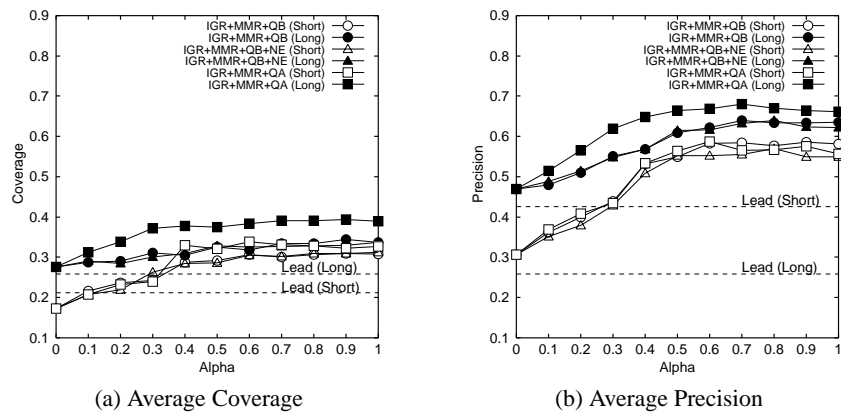 0.9
0.8
0.7
0.6
0.5
0.4
0.3
0.2
0.1
Coverage
IGR+MMR+QB (Short)
IGR+MMR+QB (Long)
IGR+MMR+QB+NE (Short)
IGR+MMR+QB+NE (Long)
IGR+MMR+QA (Short)
IGR+MMR+QA (Long)
Lead (Long)
Lead (Short)
0 0.1 0.2 0.3 0.4 0.5 0.6 0.7 0.8 0.9 1
Alpha
(a) Average Coverage
0.9
0.8
0.7
0.6
0.5
0.4
0.3
0.2
0.1
Precision
IGR+MMR+QB (Short)
IGR+MMR+QB (Long)
IGR+MMR+QB+NE (Short)
IGR+MMR+QB+NE (Long)
IGR+MMR+QA (Short)
IGR+MMR+QA (Long)
Lead (Short)
Lead (Long)
0 0.1 0.2 0.3 0.4 0.5 0.6 0.7 0.8 0.9 1
Alpha
(b) Average Precision